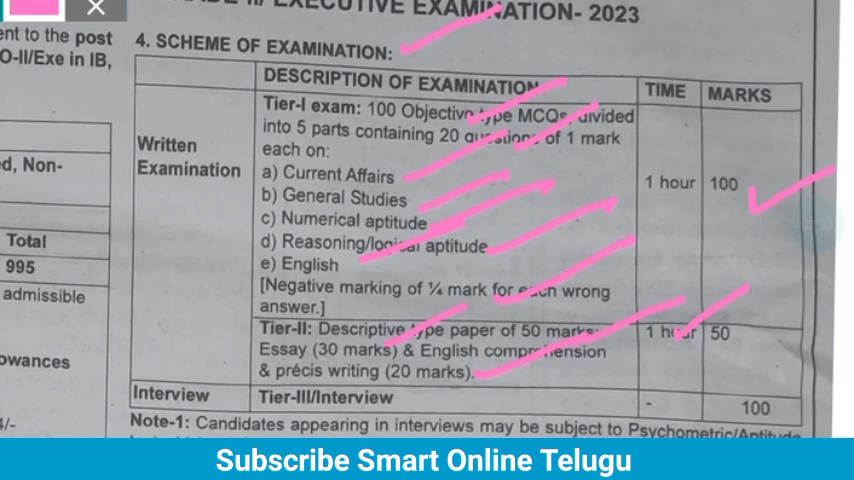 ADE II/ EXECUTIVE EXAMINATION- 2023
ent to the post
O-II/Exe in IB,
ed, Non-
Total
995
admissible
owances
/-
4. SCHEME OF EXAMINATION:
DESCRIPTION OF EXAMINATION TIME MARKS
Written
Examination
Tier-I exam: 100 Objective type MCQs, divided
into 5 parts containing 20 questions of 1 mark
each on:
a) Current Affairs
b) General Studies
c) Numerical aptitude
d) Reasoning/logical aptitude
e) English
[Negative marking of ¼ mark for each wrong
answer.]
1 hour 100
Tier-II: Descriptive type paper of 50 marks:
Essay (30 marks) & English comprehension
& précis writing (20 marks).
1 hour 50
Interview Tier-III/Interview - 100
Note-1: Candidates appearing in interviews may be subject to Psychometric/Aptitude
Subscribe Smart Online Telugu